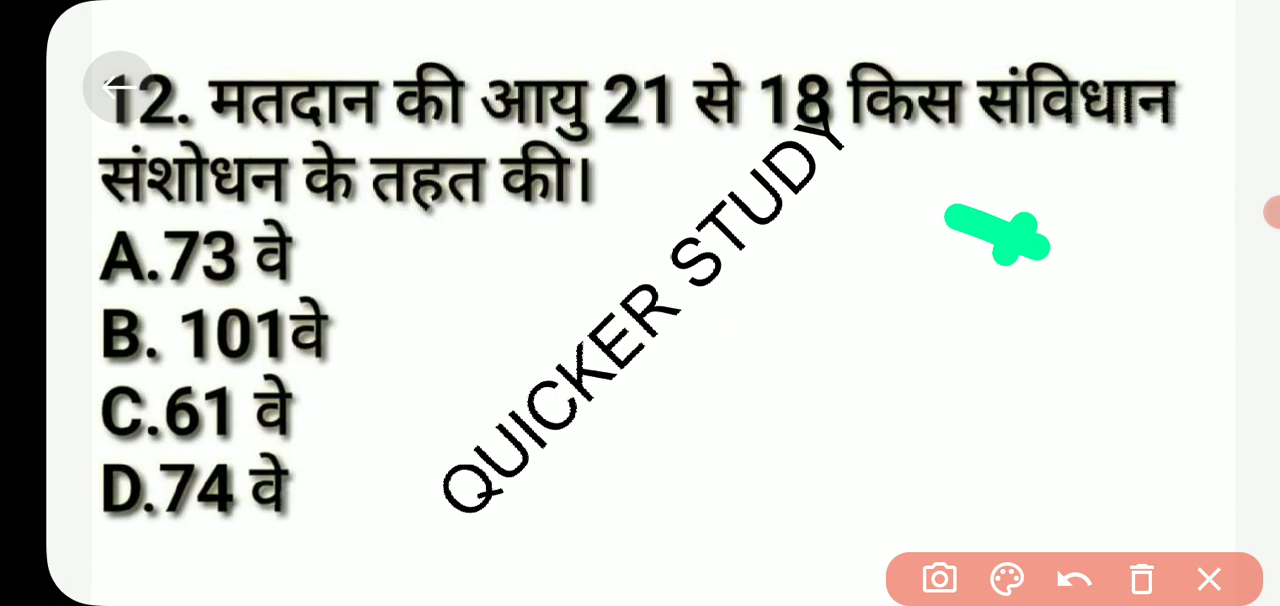 12. मतदान की आयु 21 से 18 किस संविधान
संशोधन के तहत की।
A.73 वे
B. 101वे
C.61 वे
D.74 वे
QUICKER STUDY